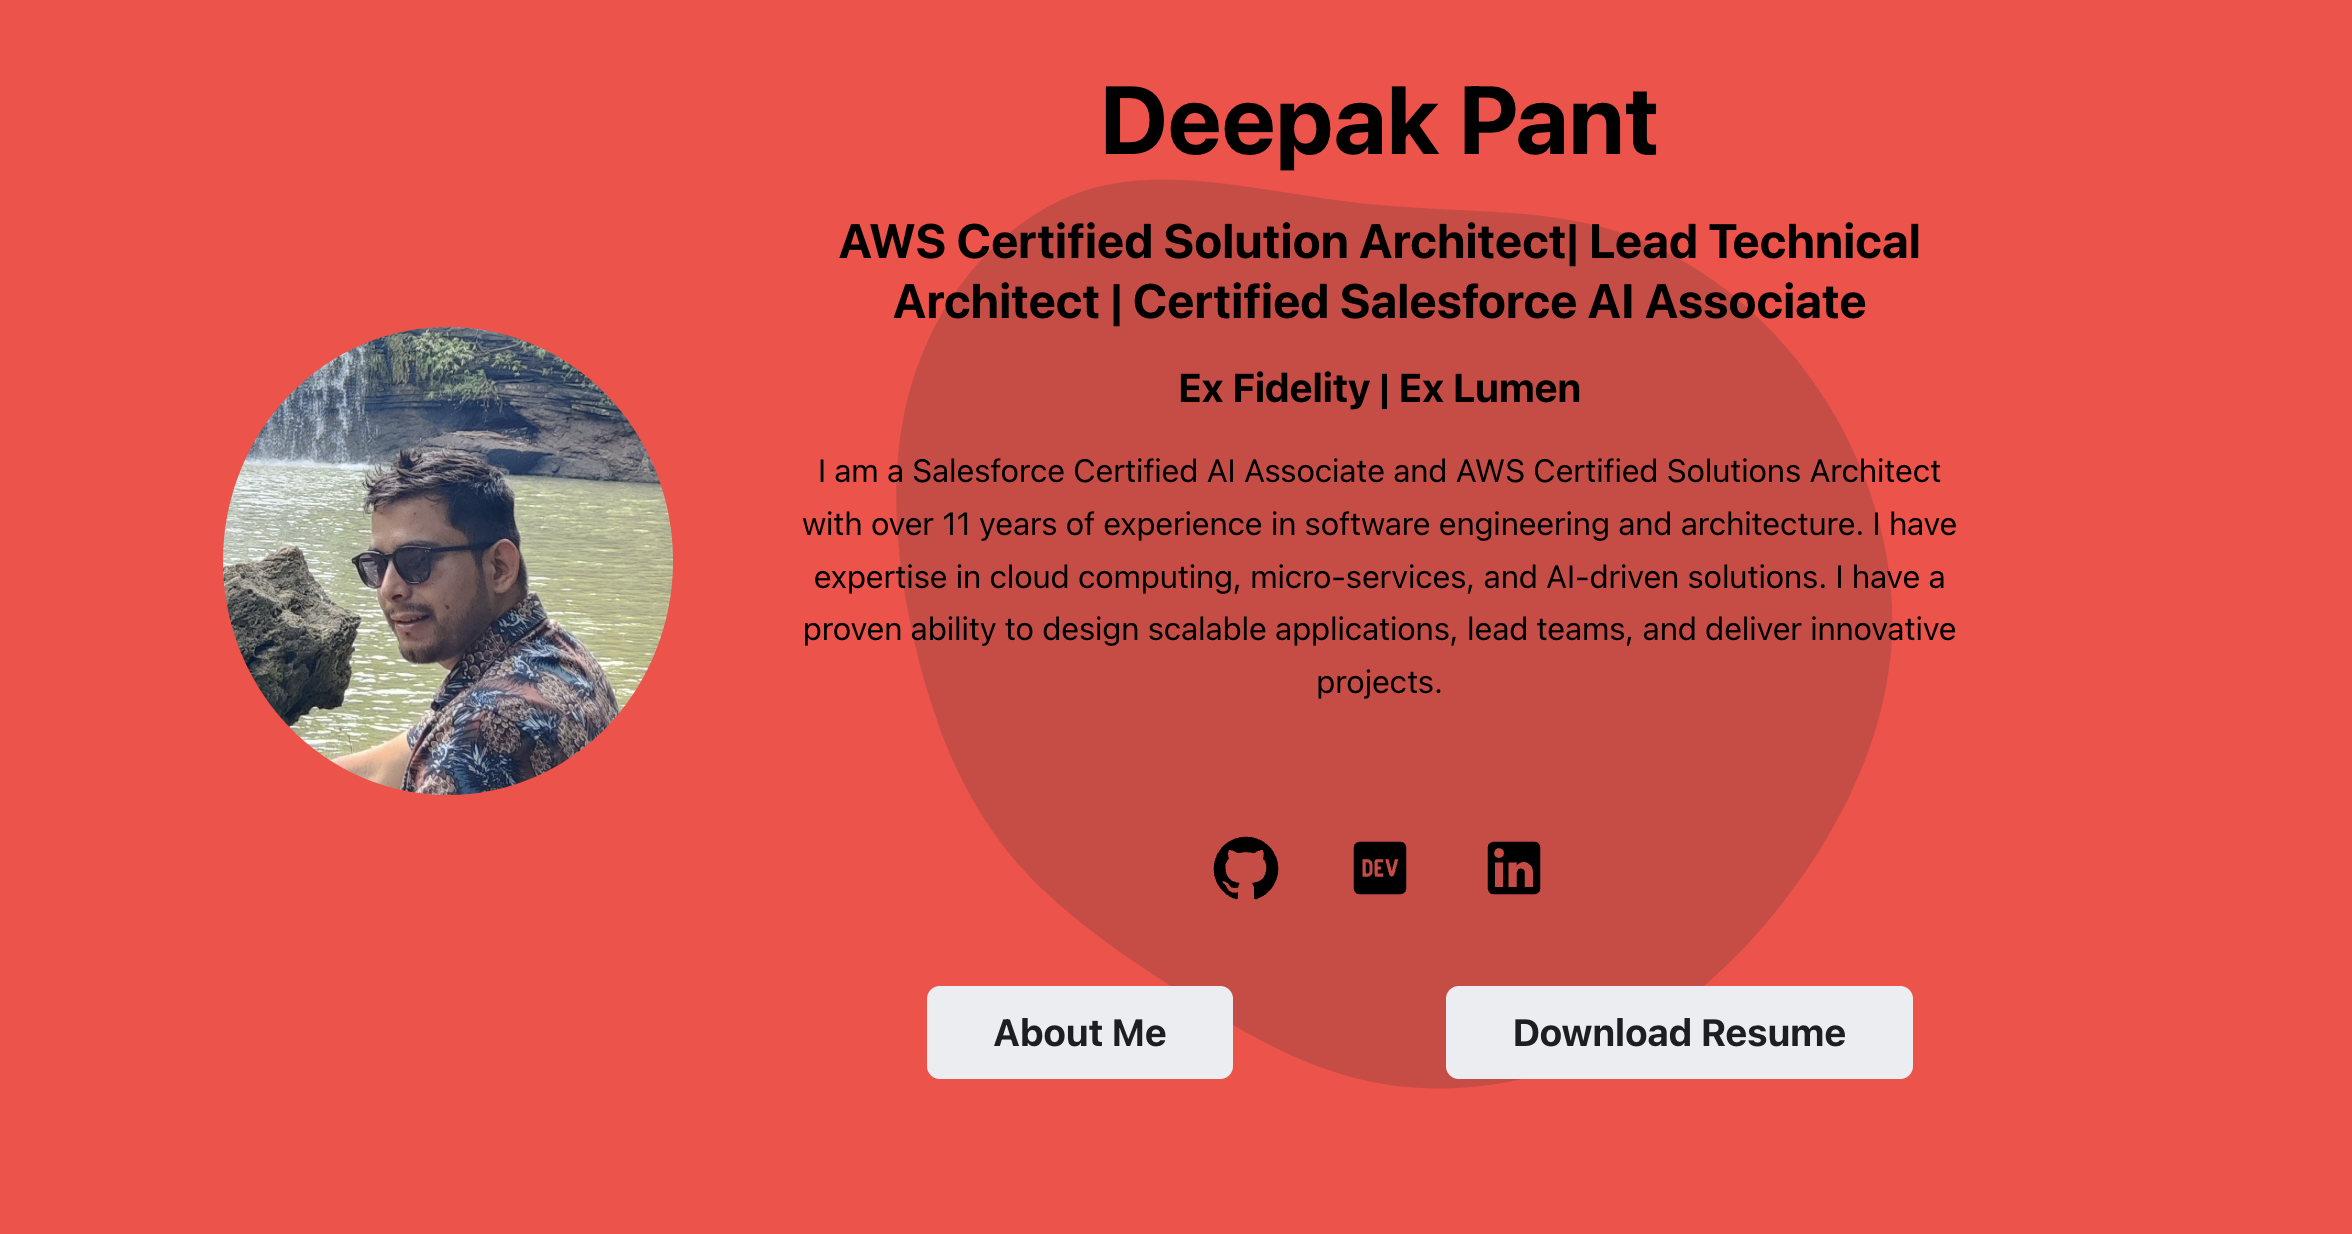 Deepak Pant
AWS Certified Solution Architect| Lead Technical
Architect | Certified Salesforce AI Associate
Ex Fidelity | Ex Lumen
I am a Salesforce Certified AI Associate and AWS Certified Solutions Architect
with over 11 years of experience in software engineering and architecture. I have
expertise in cloud computing, micro-services, and AI-driven solutions. I have a
proven ability to design scalable applications, lead teams, and deliver innovative
projects.
DEV
in
About Me
Download Resume